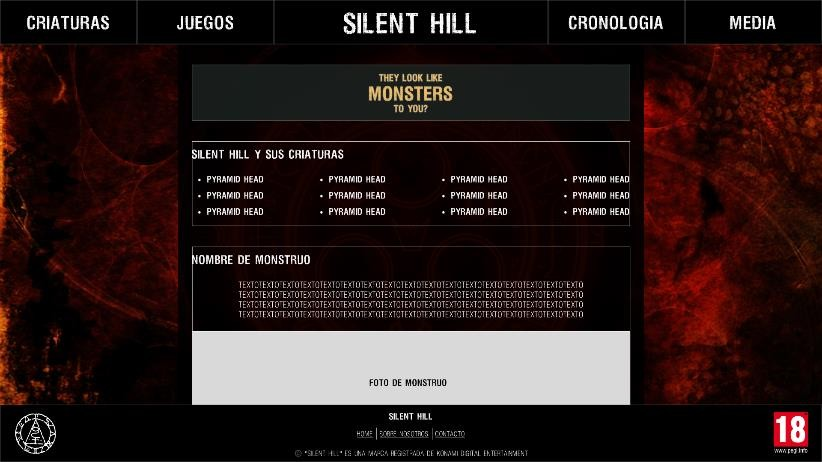 CRIATURAS
JUEGOS
SILENT HILL
CRONOLOGIA
MEDIA
THEY LOOK LIKE
MONSTERS
TO YOU?
SILENT HILL Y SUS CRIATURAS
• PYRAMID HEAD • PYRAMID HEAD • PYRAMID HEAD • PYRAMID HEAD
• PYRAMID HEAD • PYRAMID HEAD • PYRAMID HEAD • PYRAMID HEAD
• PYRAMID HEAD • PYRAMID HEAD • PYRAMID HEAD • PYRAMID HEAD
NOMBRE DE MONSTRUO
TEXTOTEXTOTEXTOTEXTOTEXTOTEXTOTEXTOTEXTOTEXTOTEXTOTEXTOTEXTOTEXTOTEXTOTEXTOTEXTOTEXTO
TEXTOTEXTOTEXTOTEXTOTEXTOTEXTOTEXTOTEXTOTEXTOTEXTOTEXTOTEXTOTEXTOTEXTOTEXTOTEXTOTEXTO
TEXTOTEXTOTEXTOTEXTOTEXTOTEXTOTEXTOTEXTOTEXTOTEXTOTEXTOTEXTOTEXTOTEXTOTEXTOTEXTOTEXTO
TEXTOTEXTOTEXTOTEXTOTEXTOTEXTOTEXTOTEXTOTEXTOTEXTOTEXTOTEXTOTEXTOTEXTOTEXTOTEXTOTEXTO
FOTO DE MONSTRUO
SILENT HILL
HOME | SOBRE NOSOTROS | CONTACTO
© "SILENT HILL" ES UNA MARCA REGISTRADA DE KONAMI DIGITAL ENTERTAINMENT
18
www.pegi.info